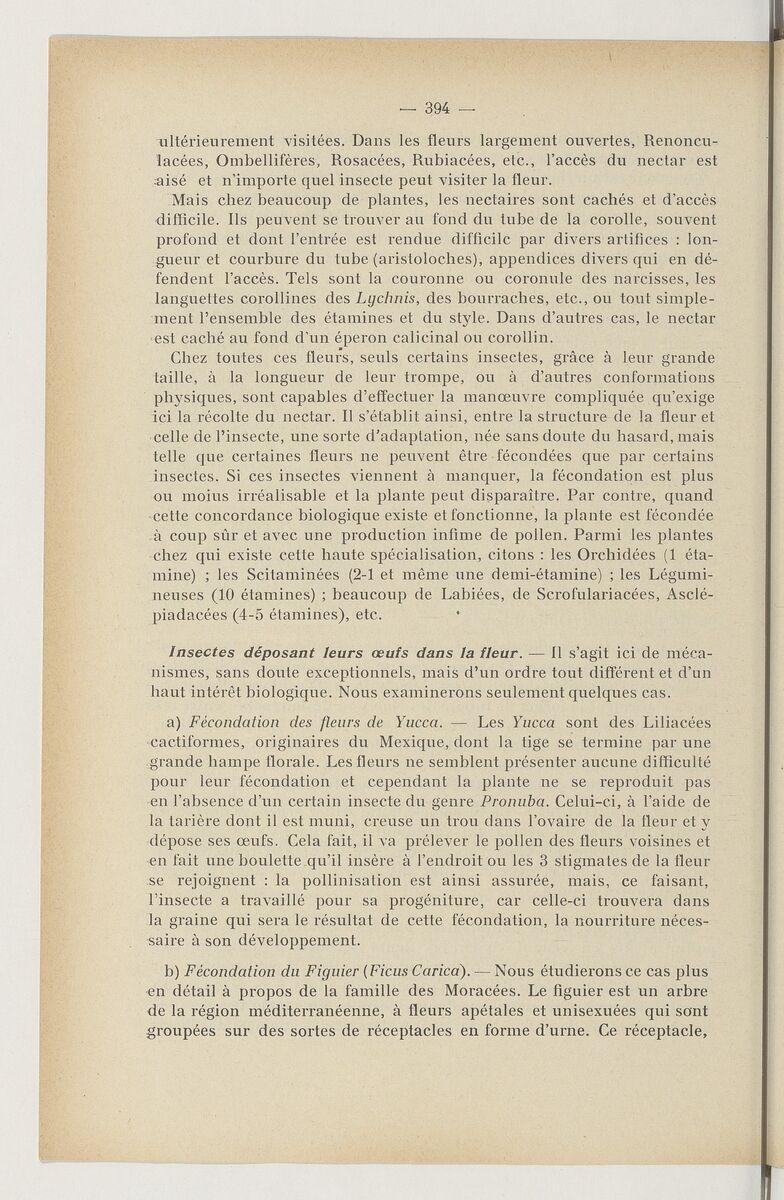 — 394 —
ultérieurement visitées. Dans les fleurs largement ouvertes, Renoncu-
lacées, Ombellifères, Rosacées, Rubiacées, etc., l'accès du nectar est
aisé et n'importe quel insecte peut visiter la fleur.
Mais chez beaucoup de plantes, les nectaires sont cachés et d'accès
difficile. Ils peuvent se trouver au fond du tube de la corolle, souvent
profond et dont l'entrée est rendue difficile par divers artifices : lon-
gueur et courbure du tube (aristoloches), appendices divers qui en dé-
fendent l'accès. Tels sont la couronne ou coronule des narcisses, les
languettes corollines des Lychnis, des bourraches, etc., ou tout simple-
ment l'ensemble des étamines et du style. Dans d'autres cas, le nectar
est caché au fond d'un éperon calicinal ou corollin.
Chez toutes ces fleurs, seuls certains insectes, grâce à leur grande
taille, à la longueur de leur trompe, ou à d'autres conformations
physiques, sont capables d'effectuer la manœuvre compliquée qu'exige
ici la récolte du nectar. Il s'établit ainsi, entre la structure de la fleur et
celle de l'insecte, une sorte d'adaptation, née sans doute du hasard, mais
telle que certaines fleurs ne peuvent être fécondées que par certains
insectes. Si ces insectes viennent à manquer, la fécondation est plus
ou moins irréalisable et la plante peut disparaître. Par contre, quand
cette concordance biologique existe et fonctionne, la plante est fécondée
à coup sûr et avec une production infime de pollen. Parmi les plantes
chez qui existe cette haute spécialisation, citons : les Orchidées (1 éta-
mine) ; les Scitaminées (2-1 et même une demi-étamine) ; les Légumi-
neuses (10 étamines) ; beaucoup de Labiées, de Scrofulariacées, Asclé-
piadacées (4-5 étamines), etc.
Insectes déposant leurs œufs dans la fleur. — Il s'agit ici de méca-
nismes, sans doute exceptionnels, mais d'un ordre tout différent et d'un
haut intérêt biologique. Nous examinerons seulement quelques cas.
a) Fécondation des fleurs de Yucca. — Les Yucca sont des Liliacées
cactiformes, originaires du Mexique, dont la tige se termine par une
grande hampe florale. Les fleurs ne semblent présenter aucune difficulté
pour leur fécondation et cependant la plante ne se reproduit pas
en l'absence d'un certain insecte du genre Pronuba. Celui-ci, à l'aide de
la tarière dont il est muni, creuse un trou dans l'ovaire de la fleur et y
dépose ses œufs. Cela fait, il va prélever le pollen des fleurs voisines et
en fait une boulette qu'il insère à l'endroit ou les 3 stigmates de la fleur
se rejoignent : la pollinisation est ainsi assurée, mais, ce faisant,
l'insecte a travaillé pour sa progéniture, car celle-ci trouvera dans
la graine qui sera le résultat de cette fécondation, la nourriture néces-
saire à son développement.
b) Fécondation du Figuier (Ficus Carica). — Nous étudierons ce cas plus
en détail à propos de la famille des Moracées. Le figuier est un arbre
de la région méditerranéenne, à fleurs apétales et unisexuées qui sont
groupées sur des sortes de réceptacles en forme d'urne. Ce réceptacle,